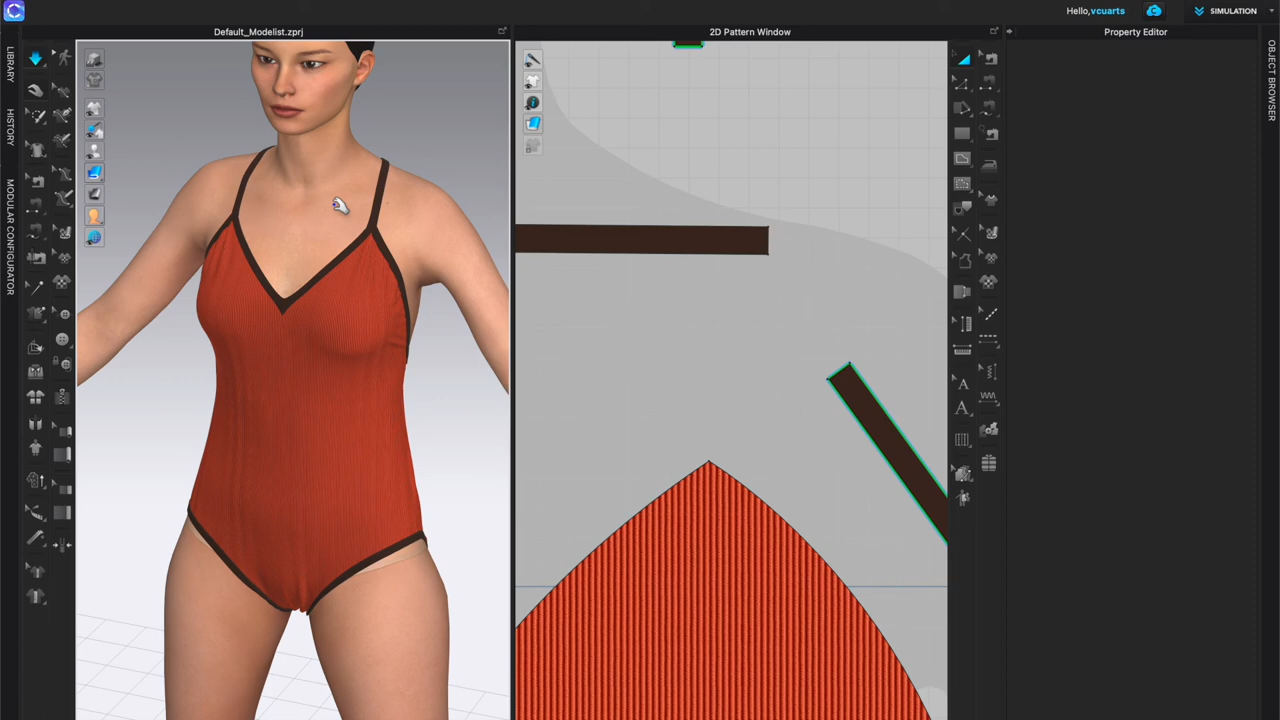 Hello,vcuarts
SIMULATION
Default_Modelist.zprj
2D Pattern Window
Property Editor
LIBRARY
HISTORY
MODULAR CONFIGURATOR
OBJECT BROWSER